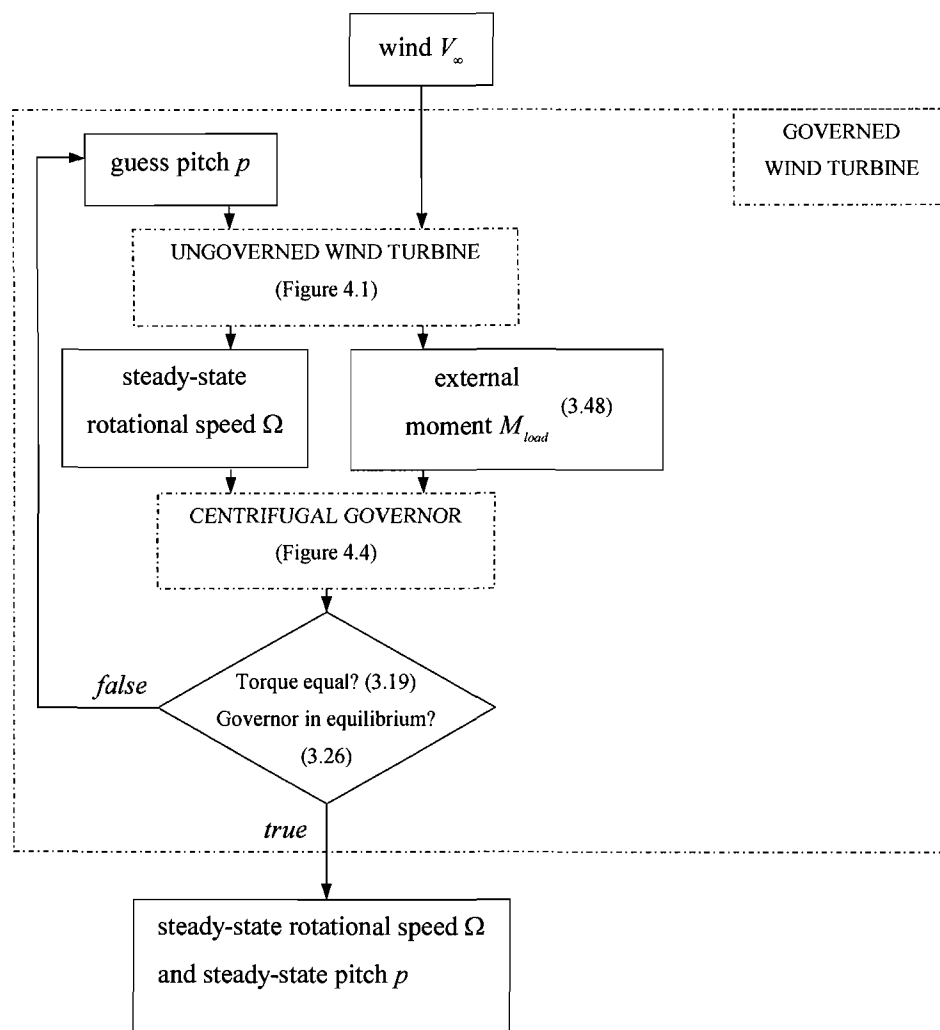 wind V∞
GOVERNED
WIND TURBINE
guess pitch p
UNGOVERNED WIND TURBINE
(Figure 4.1)
steady-state
rotational speed Ω
external
moment M_load (3.48)
CENTRIFUGAL GOVERNOR
(Figure 4.4)
false
Torque equal? (3.19)
Governor in equilibrium?
(3.26)
true
steady-state rotational speed Ω
and steady-state pitch p